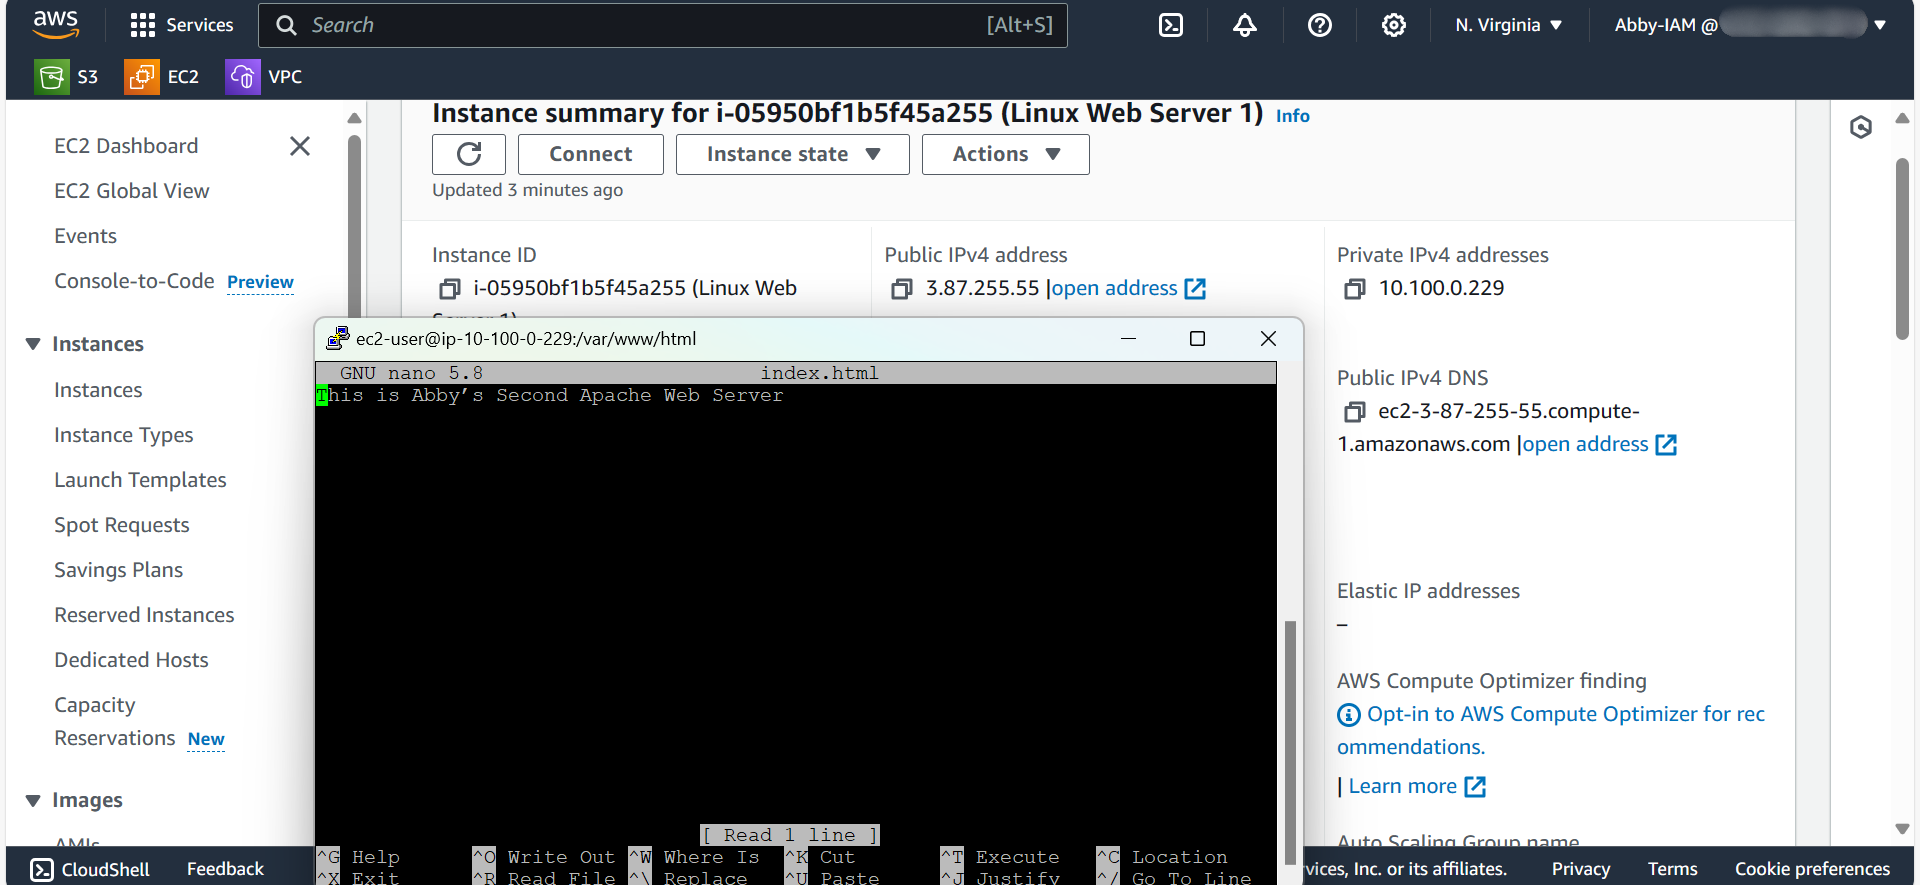 aws
Services
Search
[Alt+S]
N. Virginia
Abby-IAM @
S3
EC2
VPC
EC2 Dashboard
EC2 Global View
Events
Console-to-Code Preview
Instances
Instances
Instance Types
Launch Templates
Spot Requests
Savings Plans
Reserved Instances
Dedicated Hosts
Capacity
Reservations New
Images
AMIs
Instance summary for i-05950bf1b5f45a255 (Linux Web Server 1) Info
Connect
Instance state
Actions
Updated 3 minutes ago
Instance ID
i-05950bf1b5f45a255 (Linux Web
Server 1)
Public IPv4 address
3.87.255.55 |open address
Private IPv4 addresses
10.100.0.229
Public IPv4 DNS
ec2-3-87-255-55.compute-
1.amazonaws.com |open address
Elastic IP addresses
–
AWS Compute Optimizer finding
Opt-in to AWS Compute Optimizer for rec
ommendations.
| Learn more
Auto Scaling Group name
ec2-user@ip-10-100-0-229:/var/www/html
GNU nano 5.8 index.html
This is Abby’s Second Apache Web Server
[ Read 1 line ]
^G Help ^O Write Out ^W Where Is ^K Cut ^T Execute ^C Location
^X Exit ^R Read File ^\ Replace ^U Paste ^J Justify ^/ Go To Line
CloudShell
Feedback
vices, Inc. or its affiliates.
Privacy
Terms
Cookie preferences